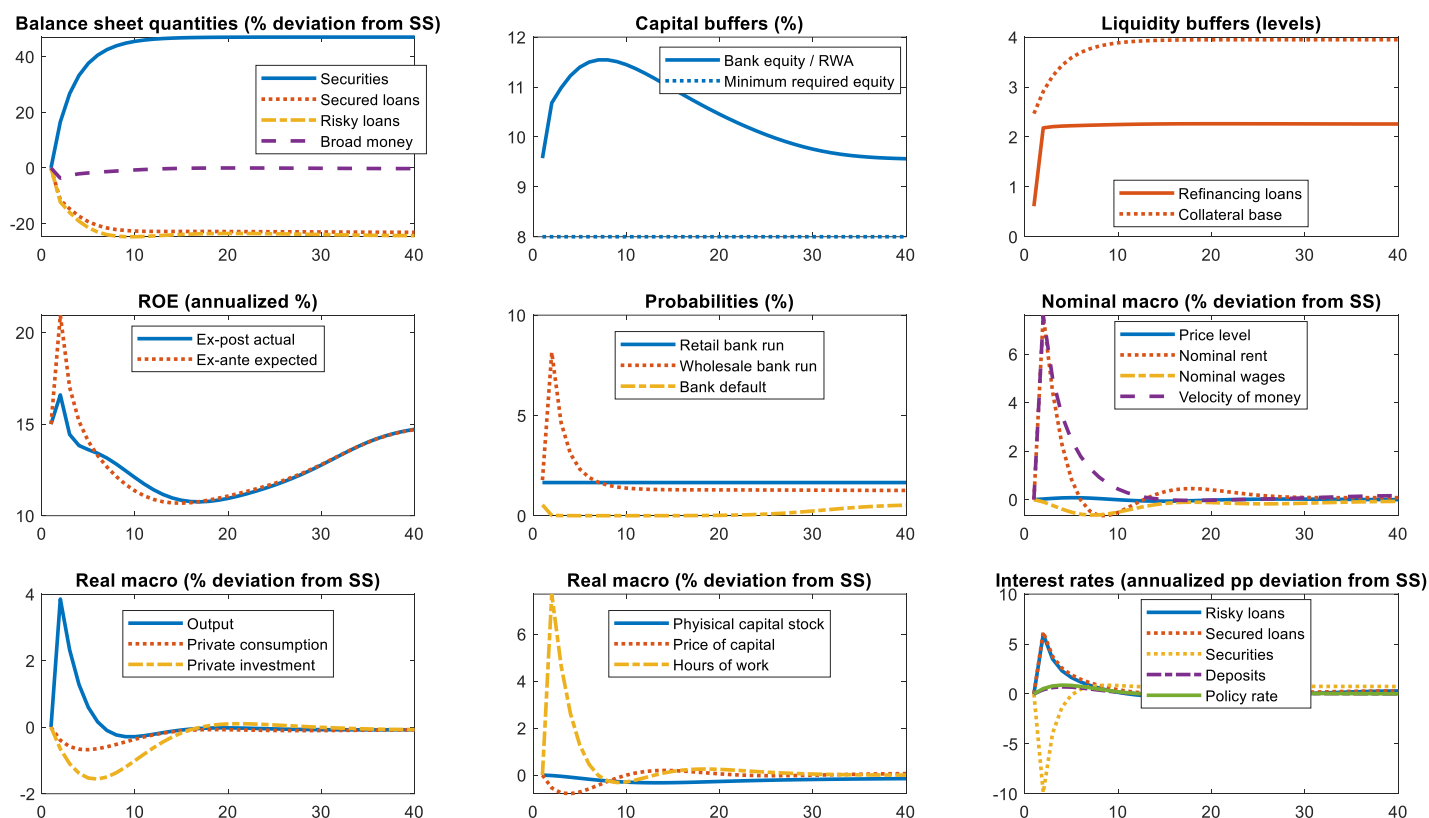 Balance sheet quantities (% deviation from SS)
40
20
0
-20
Securities
Secured loans
Risky loans
Broad money
0
10
20
30
40
Capital buffers (%)
12
11
10
9
8
Bank equity / RWA
Minimum required equity
0
10
20
30
40
Liquidity buffers (levels)
4
3
2
1
0
Refinancing loans
Collateral base
0
10
20
30
40
ROE (annualized %)
20
15
10
Ex-post actual
Ex-ante expected
0
10
20
30
40
Probabilities (%)
10
5
0
Retail bank run
Wholesale bank run
Bank default
0
10
20
30
40
Nominal macro (% deviation from SS)
6
4
2
0
Price level
Nominal rent
Nominal wages
Velocity of money
0
10
20
30
40
Real macro (% deviation from SS)
4
2
0
-2
Output
Private consumption
Private investment
0
10
20
30
40
Real macro (% deviation from SS)
6
4
2
0
Phyisical capital stock
Price of capital
Hours of work
0
10
20
30
40
Interest rates (annualized pp deviation from SS)
10
5
0
-5
-10
Risky loans
Secured loans
Securities
Deposits
Policy rate
0
10
20
30
40